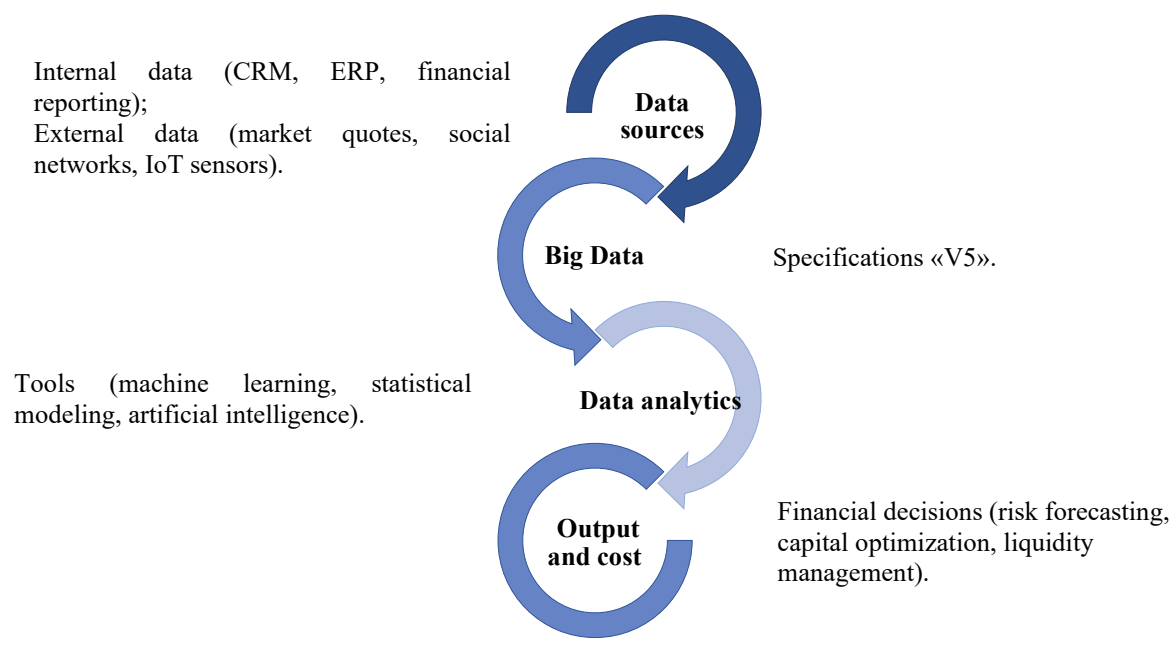 Internal data (CRM, ERP, financial
reporting);
External data (market quotes, social
networks, IoT sensors).
Data
sources
Big Data
Specifications «V5».
Tools (machine learning, statistical
modeling, artificial intelligence).
Data analytics
Output
and cost
Financial decisions (risk forecasting,
capital optimization, liquidity
management).